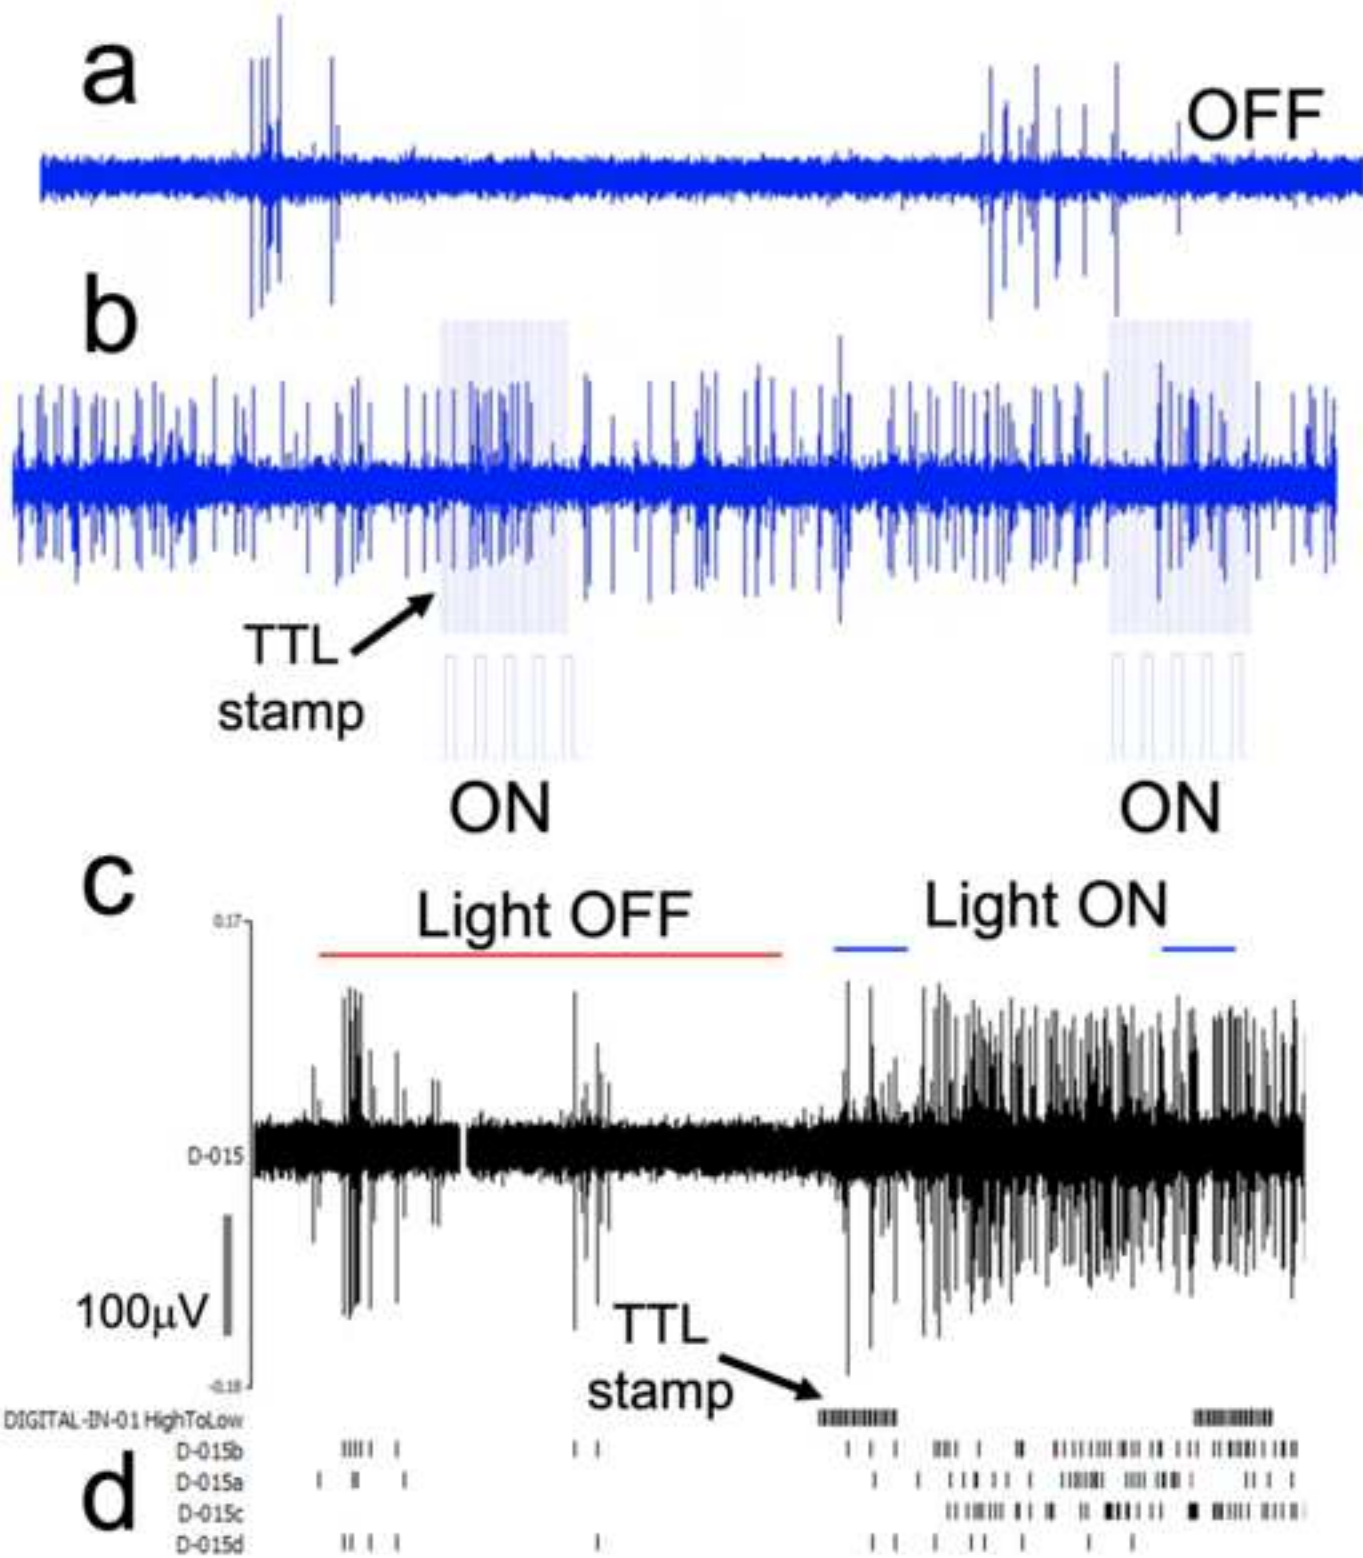 a
OFF
b
TTL
stamp
ON
ON
c
Light OFF
Light ON
0.17
D-015
100μV
TTL
stamp
-0.18
DIGITAL-IN-01 HighToLow
D-015b
d
D-015a
D-015c
D-015d